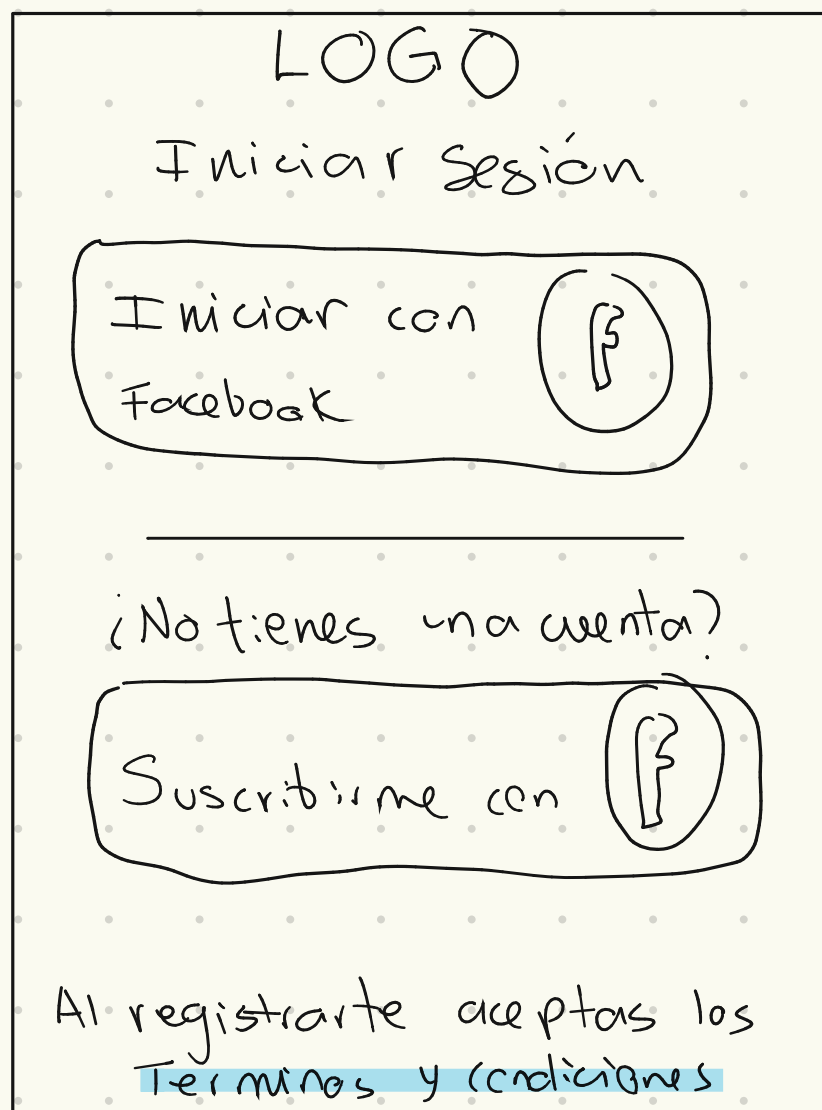 LOGO
Iniciar sesión
Iniciar con
Facebook
f
¿No tienes una cuenta?
Suscribirme con
f
Al registrarte aceptas los
Terminos y condiciones